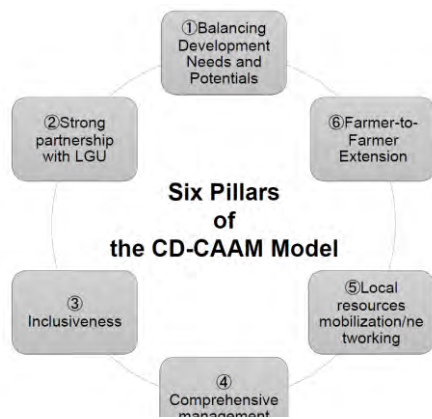 ①Balancing
Development
Needs and
Potentials
②Strong
partnership
with LGU
⑥Farmer-to-
Farmer
Extension
Six Pillars
of
the CD-CAAM Model
③
Inclusiveness
⑤Local
resources
mobilization/ne
tworking
④
Comprehensive
management